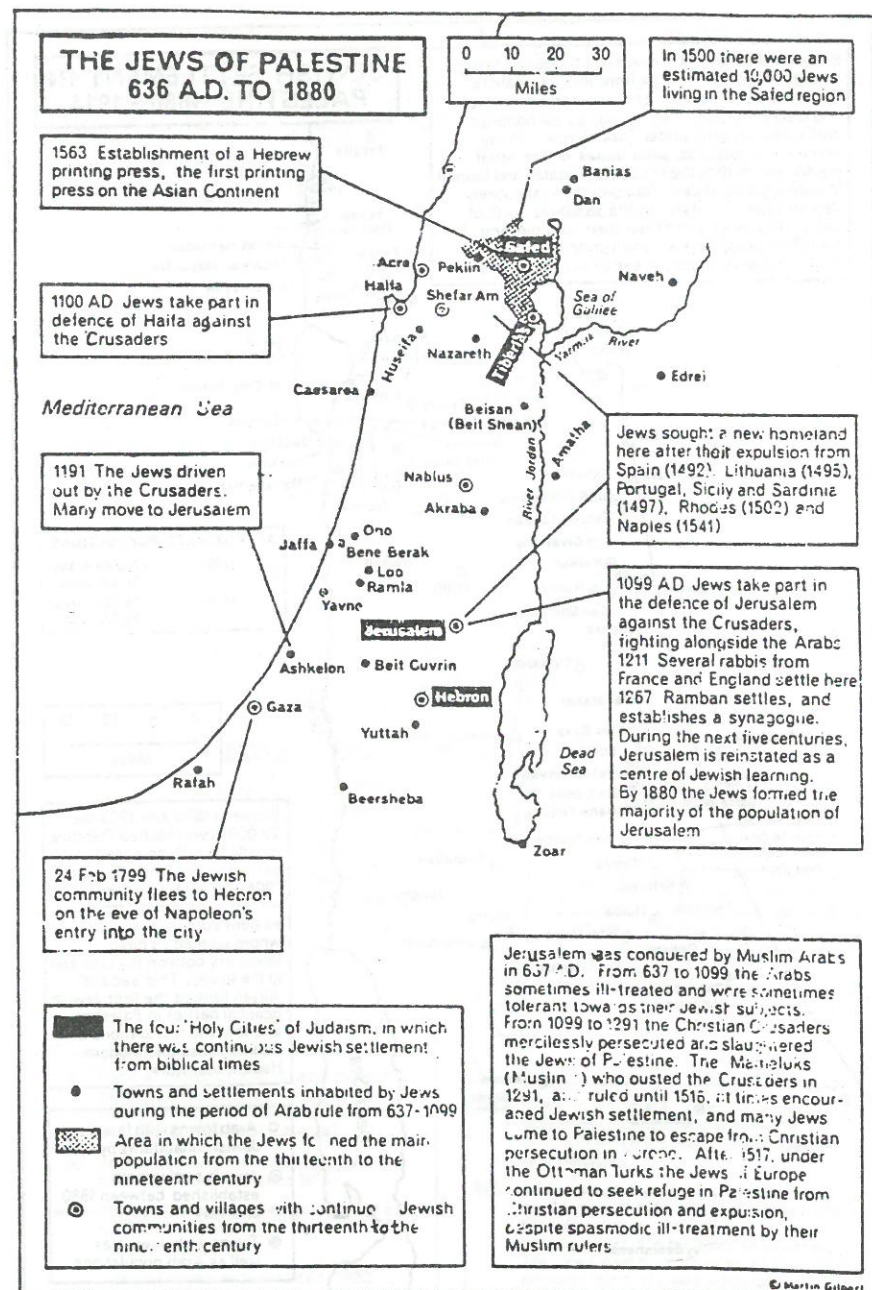 THE JEWS OF PALESTINE
636 A.D. TO 1880
0 10 20 30
Miles
In 1500 there were an
estimated 10,000 Jews
living in the Safed region
1563 Establishment of a Hebrew
printing press, the first printing
press on the Asian Continent
Banias
Dan
Safed
Pekiin
Acre
Haifa
Shefar Am
Naveh
Sea of
Galilee
1100 AD Jews take part in
defence of Haifa against
the Crusaders
Huseifa
Nazareth
Tiberias
Yarmuk River
Edrei
Caesarea
Mediterranean Sea
Beisan
(Beit Shean)
River Jordan
Amatha
Jews sought a new homeland
here after their expulsion from
Spain (1492), Lithuania (1495),
Portugal, Sicily and Sardinia
(1497), Rhodes (1502) and
Naples (1541)
1191 The Jews driven
out by the Crusaders.
Many move to Jerusalem
Nablus
Akraba
Ono
Jaffa
Bene Berak
Ramla
Yavne
1099 AD Jews take part in
the defence of Jerusalem
against the Crusaders,
fighting alongside the Arabs
1211 Several rabbis from
France and England settle here
1267 Ramban settles, and
establishes a synagogue.
During the next five centuries,
Jerusalem is reinstated as a
centre of Jewish learning.
By 1880 the Jews formed the
majority of the population of
Jerusalem
Jerusalem
Ashkelon
Beit Guvrin
Gaza
Hebron
Yuttah
Dead
Sea
Rafah
Beersheba
Zoar
24 Feb 1799 The Jewish
community flees to Hebron
on the eve of Napoleon's
entry into the city
The four 'Holy Cities' of Judaism, in which
there was continuous Jewish settlement
from biblical times
Towns and settlements inhabited by Jews
during the period of Arab rule from 637-1099
Area in which the Jews formed the main
population from the thirteenth to the
nineteenth century
Towns and villages with Jewish
communities from the thirteenth to the
nineteenth century
Jerusalem was conquered by Muslim Arabs
in 637 A.D. From 637 to 1099 the Arabs
sometimes ill-treated and were sometimes
tolerant towards their Jewish subjects.
From 1099 to 1291 the Christian Crusaders
mercilessly persecuted and slaughtered
the Jews of Palestine. The Mameluks
(Muslims) who ousted the Crusaders in
1291, and ruled until 1516, at times encour-
aged Jewish settlement, and many Jews
come to Palestine to escape from Christian
persecution in Europe. After 1517, under
the Ottoman Turks the Jews of Europe
continued to seek refuge in Palestine from
Christian persecution and expulsion,
despite spasmodic ill-treatment by their
Muslim rulers
© Martin Gilbert